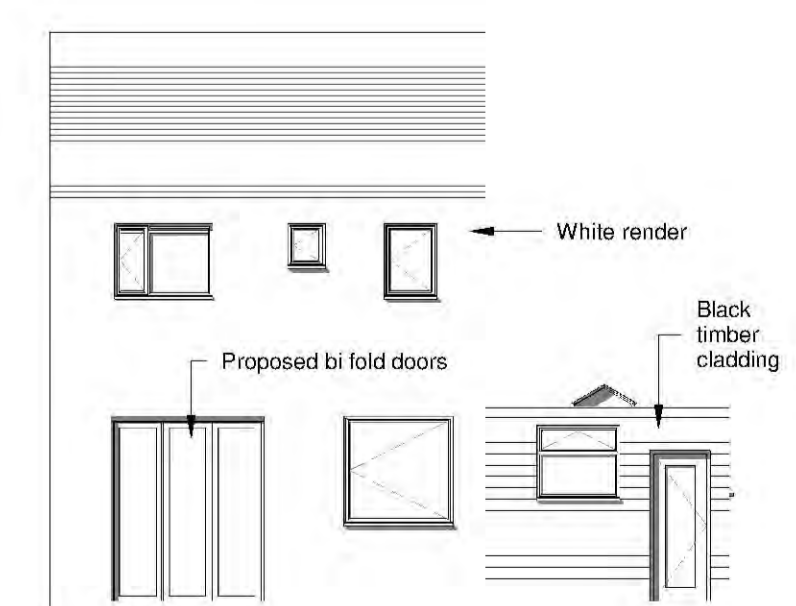 White render
Black
timber
cladding
Proposed bi fold doors